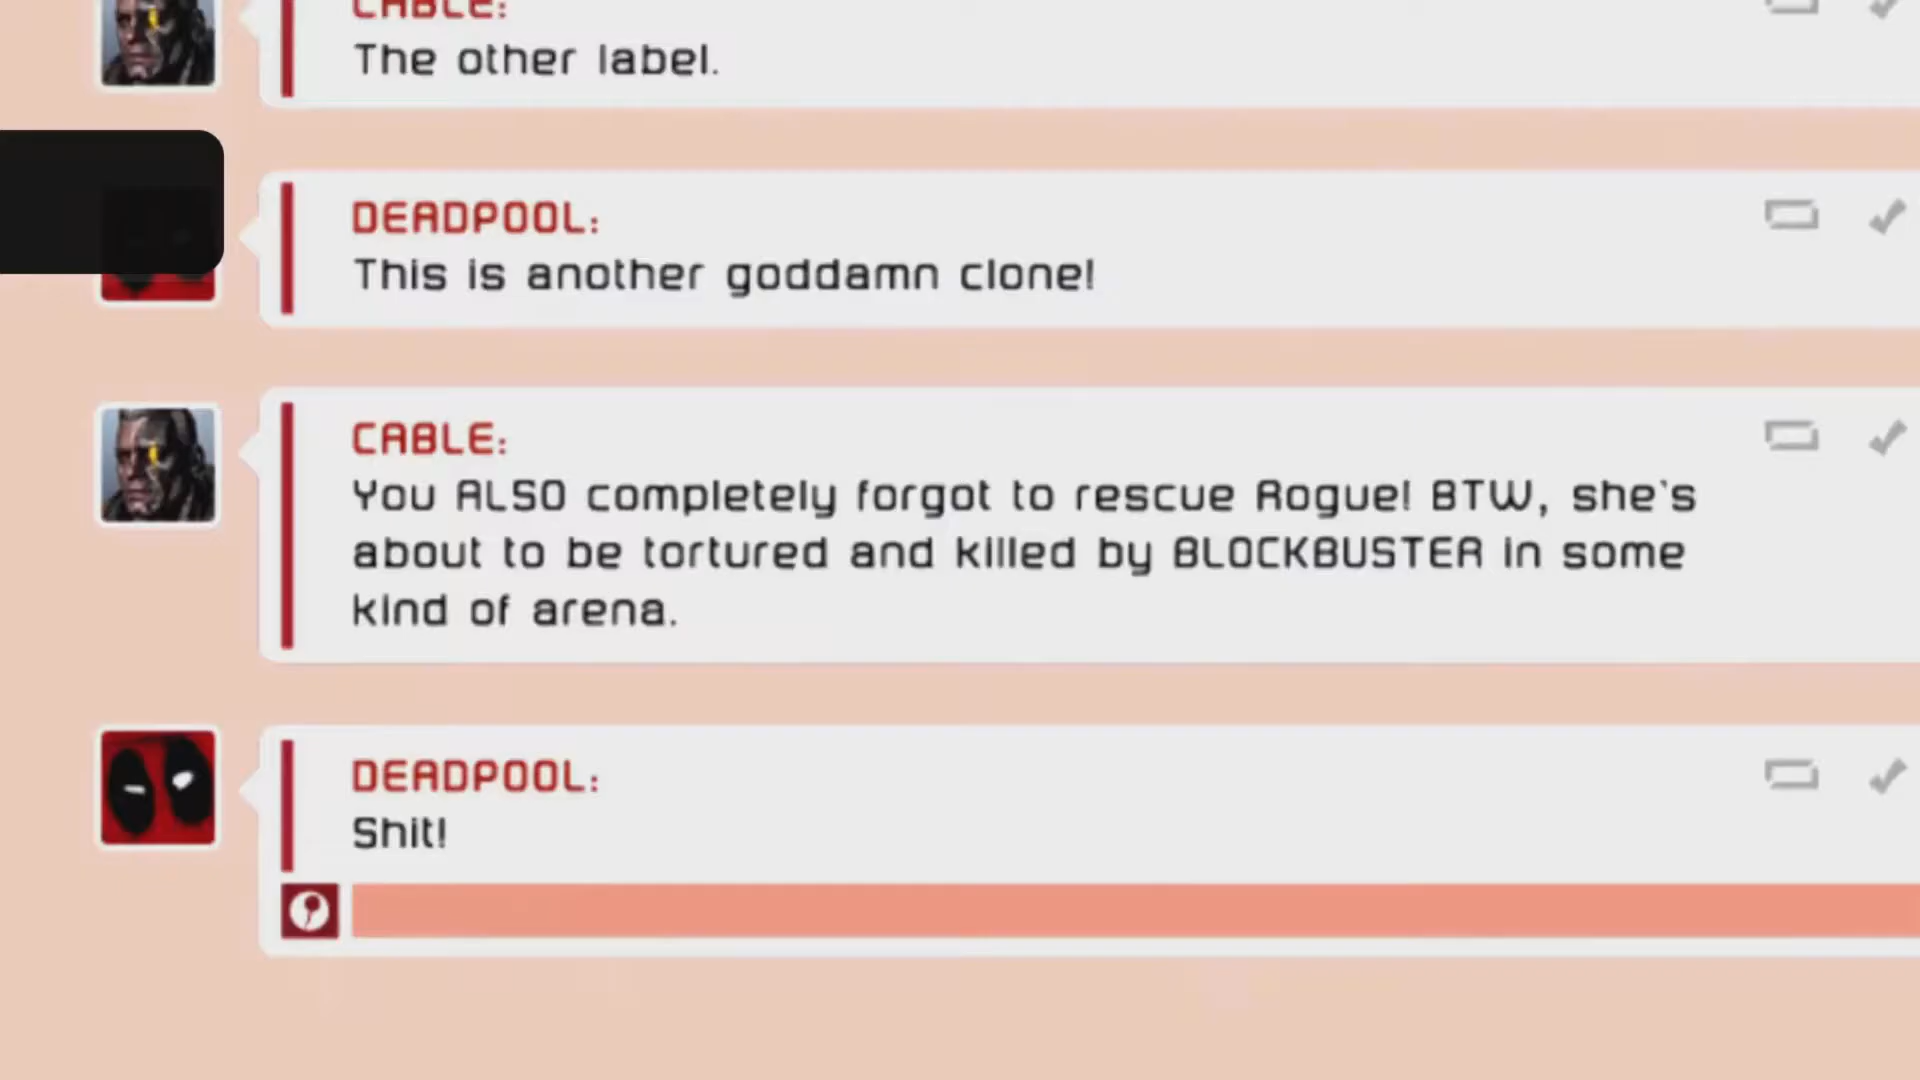 CABLE:
The other label.
DEADPOOL:
This is another goddamn clone!
CABLE:
You ALSO completely forgot to rescue Rogue! BTW, she's
about to be tortured and killed by BLOCKBUSTER in some
kind of arena.
DEADPOOL:
Shit!